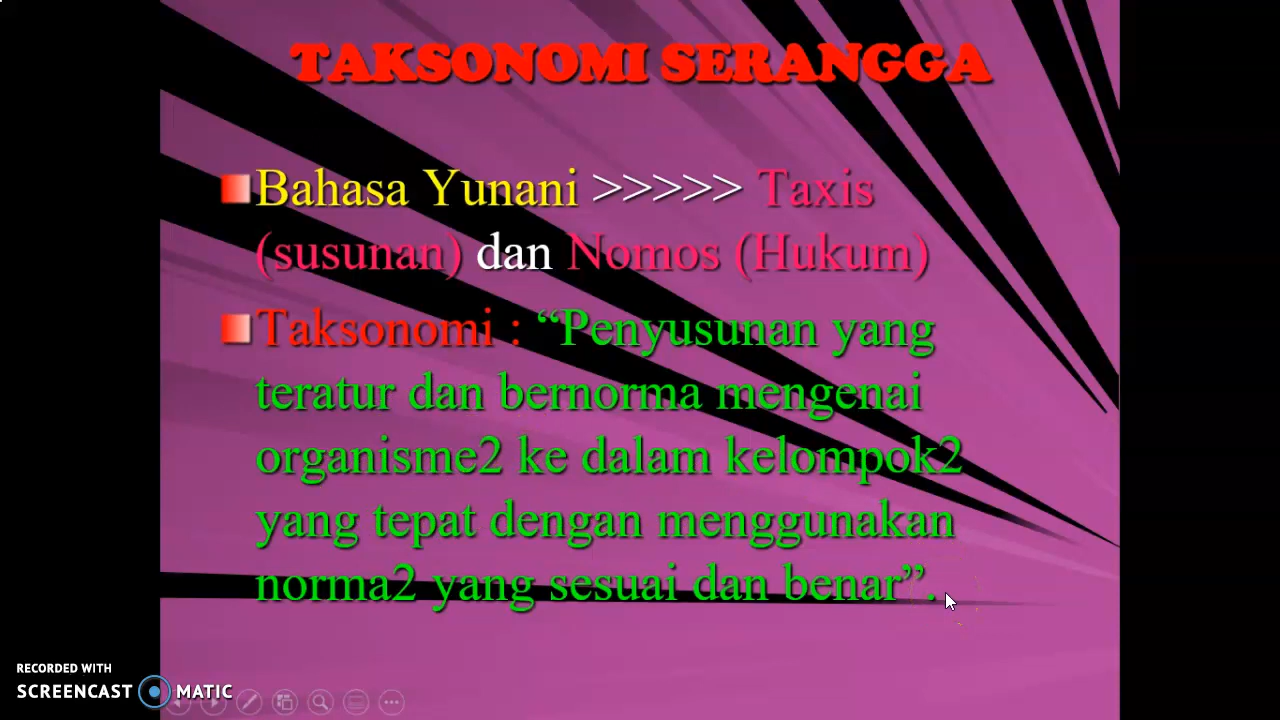 TAKSONOMI SERANGGA
Bahasa Yunani >>>>> Taxis
(susunan) dan Nomos (Hukum)
Taksonomi : “Penyusunan yang
teratur dan bernorma mengenai
organisme2 ke dalam kelompok2
yang tepat dengan menggunakan
norma2 yang sesuai dan benar”.
RECORDED WITH
SCREENCAST MATIC